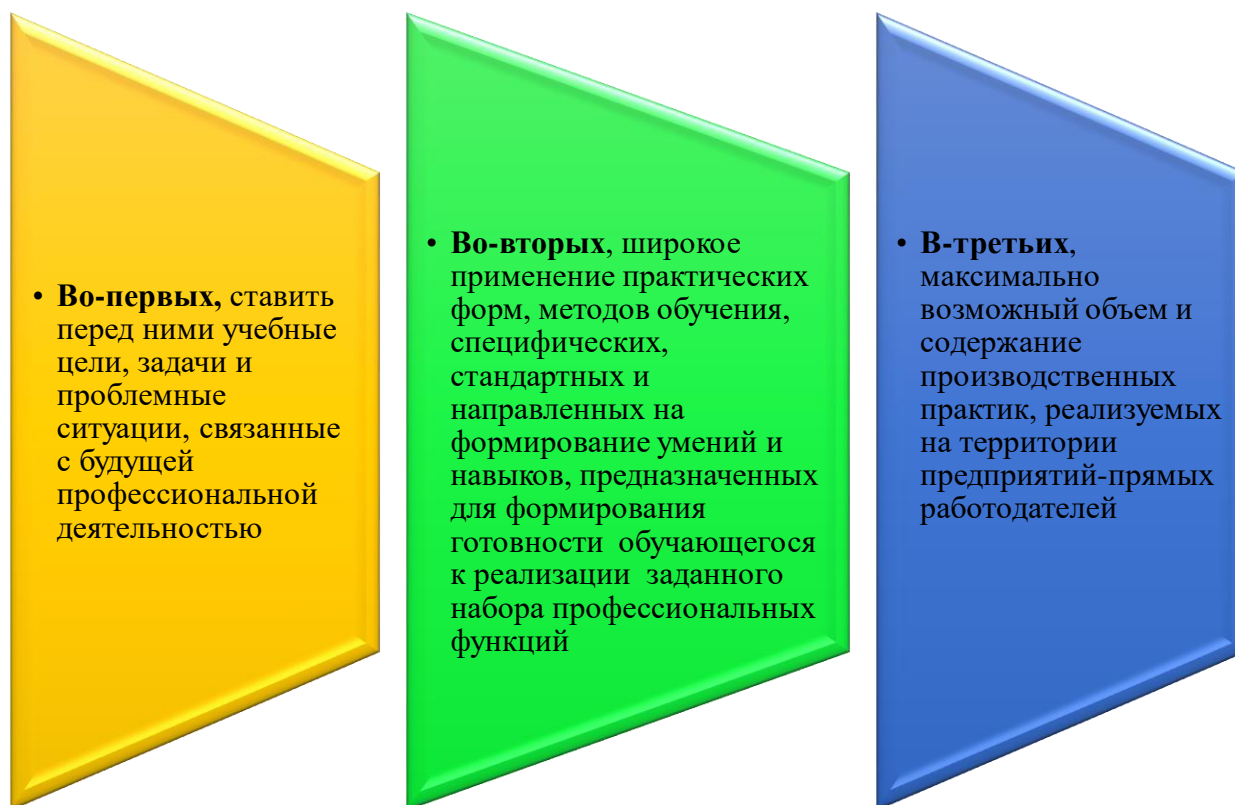 • Во-первых, ставить
перед ними учебные
цели, задачи и
проблемные
ситуации, связанные
с будущей
профессиональной
деятельностью
• Во-вторых, широкое
применение практических
форм, методов обучения,
специфических,
стандартных и
направленных на
формирование умений и
навыков, предназначенных
для формирования
готовности обучающегося
к реализации заданного
набора профессиональных
функций
• В-третьих,
максимально
возможный объем и
содержание
производственных
практик, реализуемых
на территории
предприятий-прямых
работодателей